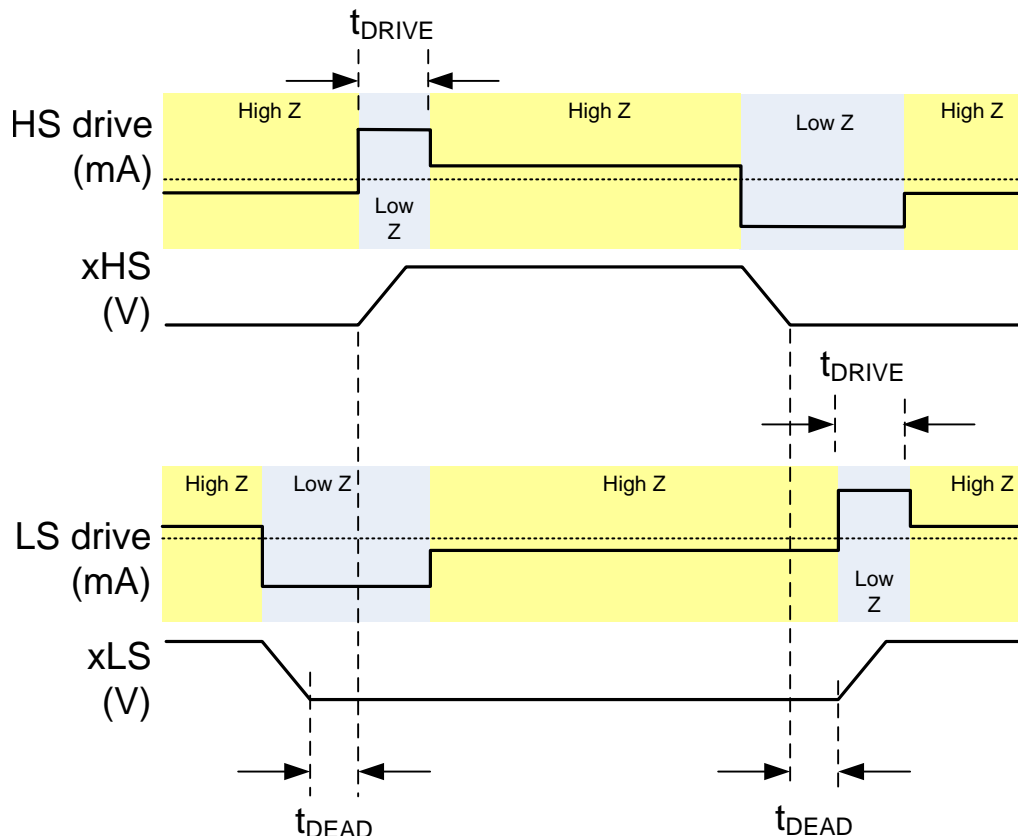 tDRIVE
HS drive
(mA)
High Z
Low
Z
High Z
Low Z
High Z
xHS
(V)
tDRIVE
LS drive
(mA)
High Z
Low Z
High Z
Low
Z
High Z
xLS
(V)
tDEAD
tDEAD